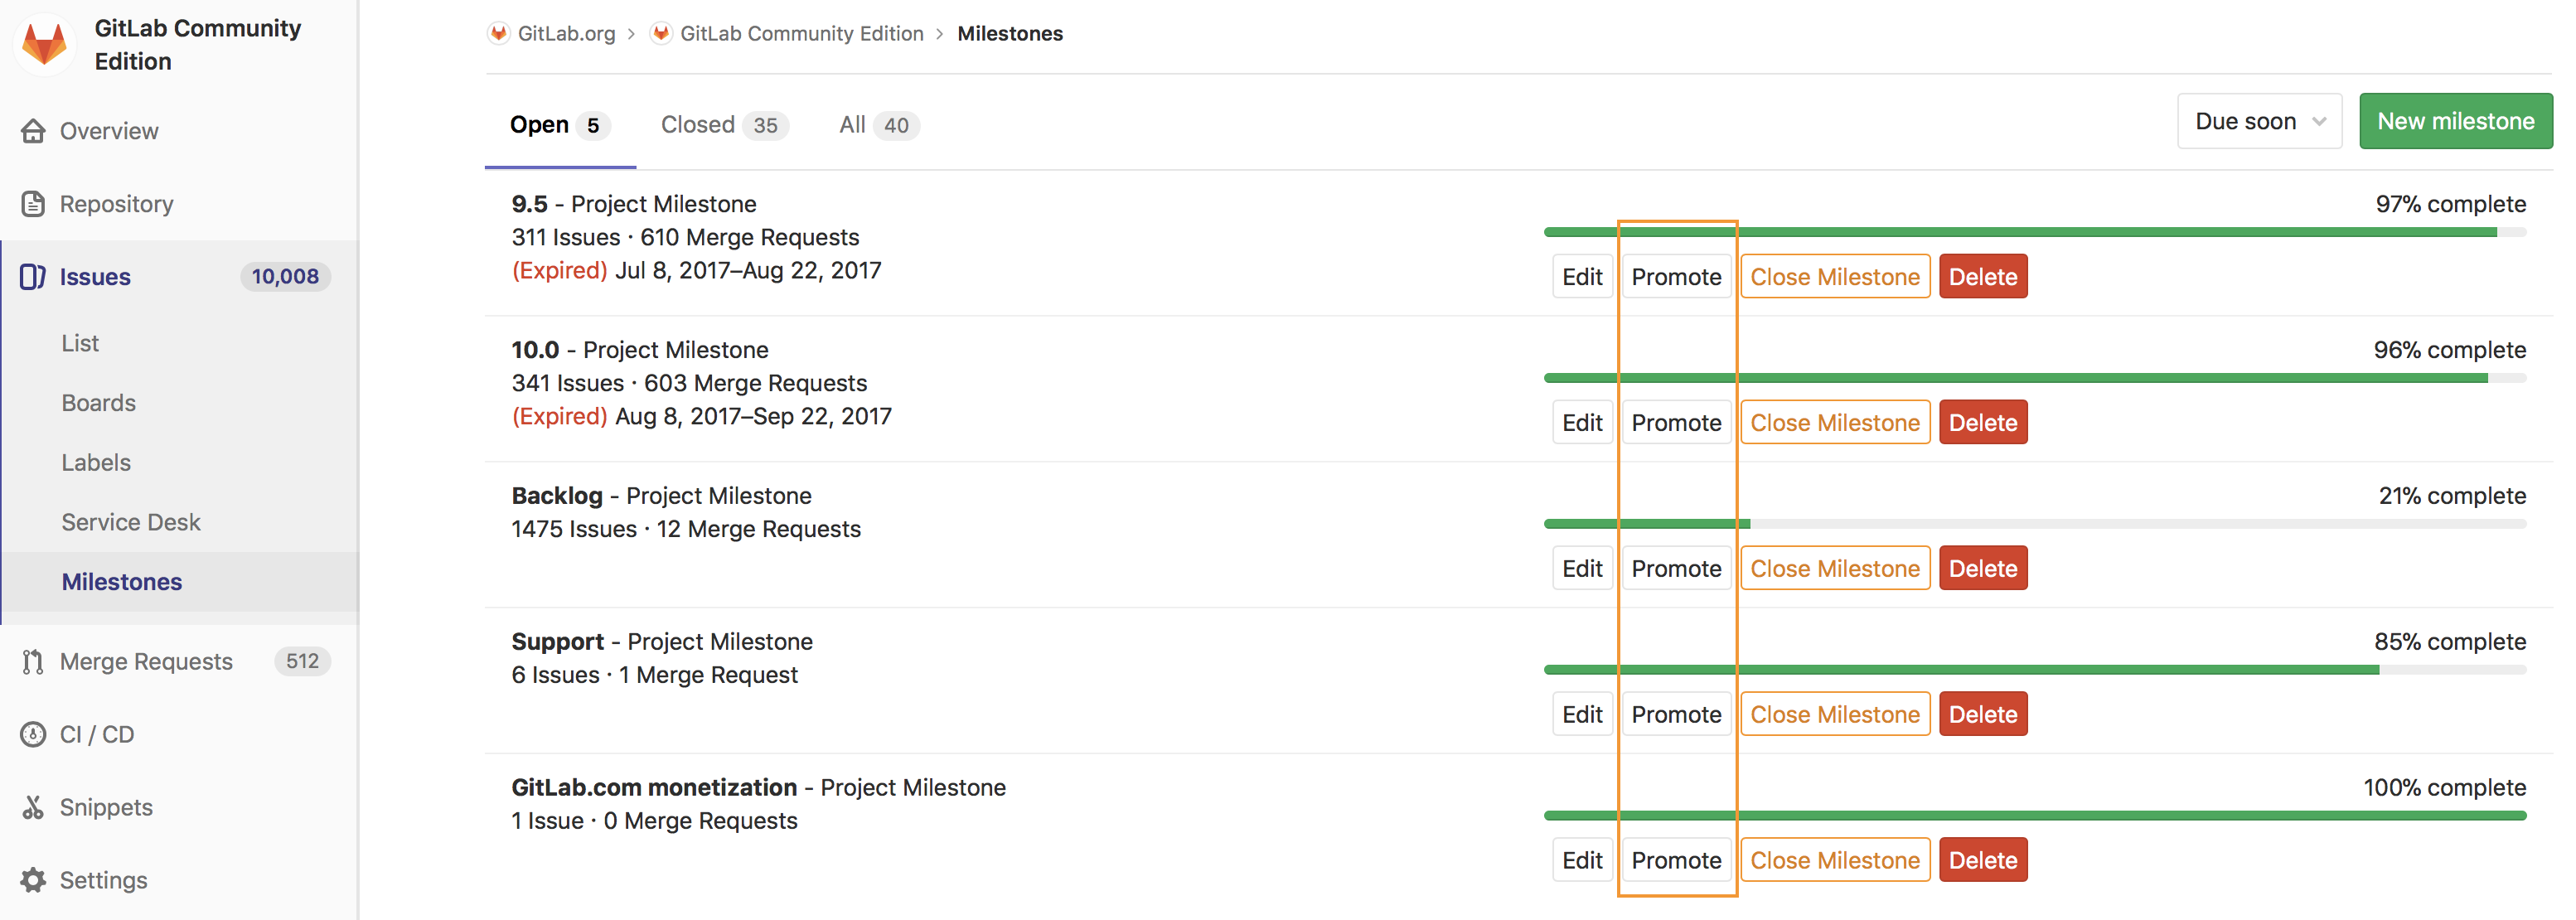 GitLab Community
Edition
Overview
Repository
Issues 10,008
List
Boards
Labels
Service Desk
Milestones
Merge Requests 512
CI / CD
Snippets
Settings
GitLab.org › GitLab Community Edition › Milestones
Open 5 Closed 35 All 40 Due soon New milestone
9.5 - Project Milestone 97% complete
311 Issues · 610 Merge Requests
(Expired) Jul 8, 2017–Aug 22, 2017
Edit Promote Close Milestone Delete
10.0 - Project Milestone 96% complete
341 Issues · 603 Merge Requests
(Expired) Aug 8, 2017–Sep 22, 2017
Edit Promote Close Milestone Delete
Backlog - Project Milestone 21% complete
1475 Issues · 12 Merge Requests
Edit Promote Close Milestone Delete
Support - Project Milestone 85% complete
6 Issues · 1 Merge Request
Edit Promote Close Milestone Delete
GitLab.com monetization - Project Milestone 100% complete
1 Issue · 0 Merge Requests
Edit Promote Close Milestone Delete